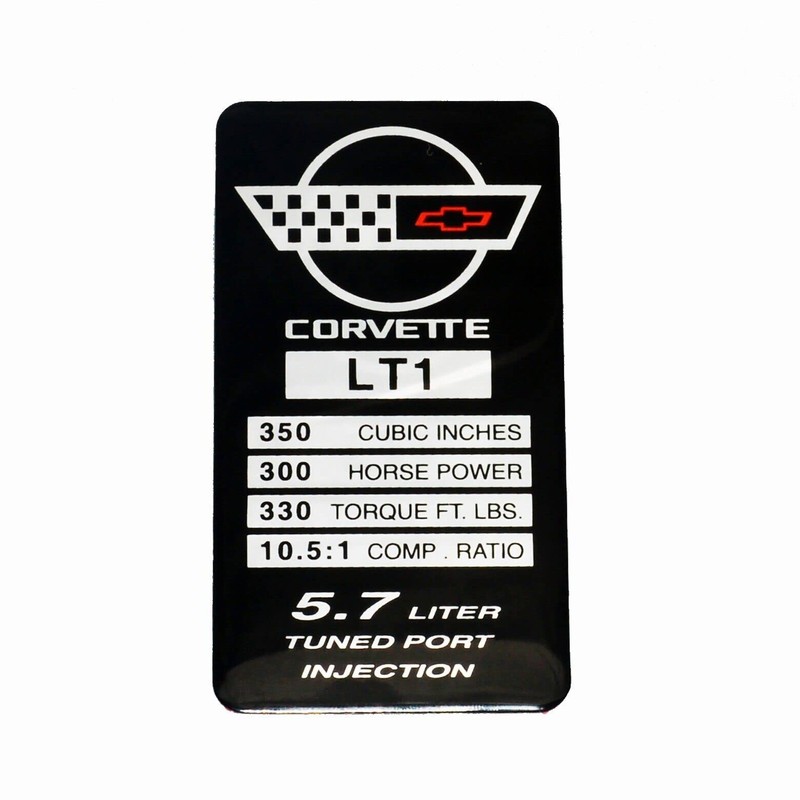 CORVETTE
LT1
350 CUBIC INCHES
300 HORSE POWER
330 TORQUE FT. LBS.
10.5:1 COMP . RATIO
5.7 LITER
TUNED PORT
INJECTION